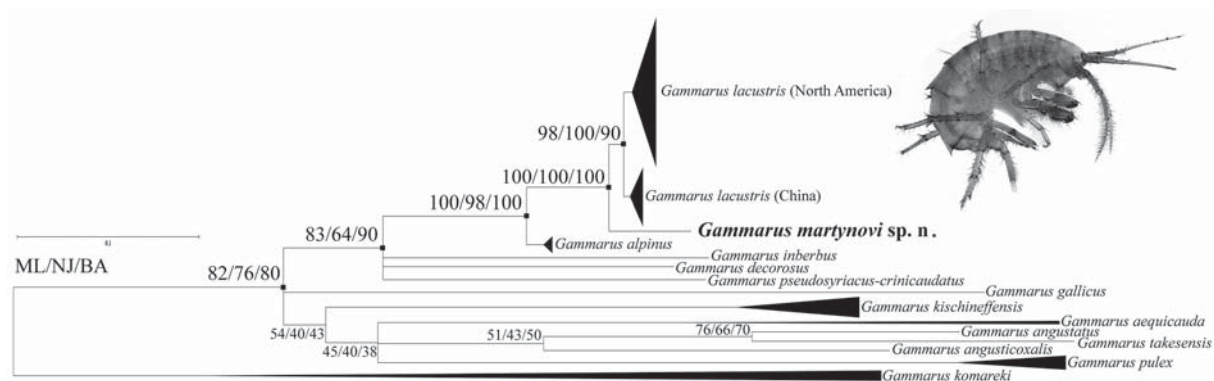 Gammarus lacustris (North America)
98/100/90
100/100/100
Gammarus lacustris (China)
100/98/100
Gammarus martynovi sp. n.
83/64/90
Gammarus alpinus
Gammarus inberbus
ML/NJ/BA
Gammarus decorosus
82/76/80
Gammarus pseudosyriacus-crinicaudatus
Gammarus gallicus
Gammarus kischineffensis
54/40/43
Gammarus aequicauda
51/43/50
76/66/70
Gammarus angustatus
Gammarus takesensis
45/40/38
Gammarus angusticoxalis
Gammarus pulex
Gammarus komareki